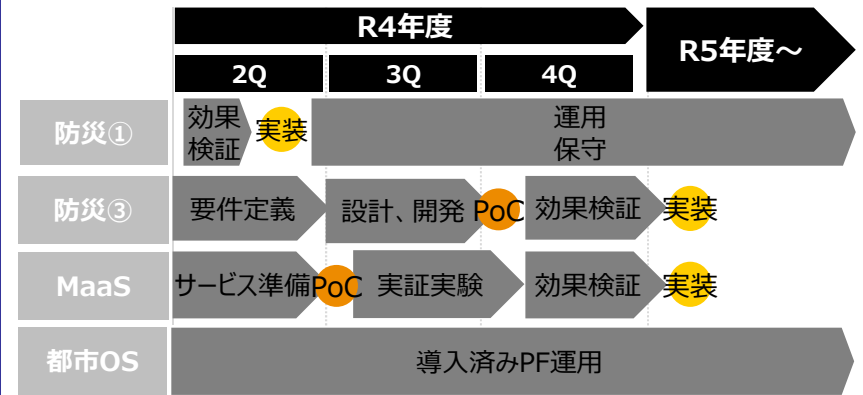 R4年度
R5年度～
2Q
3Q
4Q
防災①
効果
検証
実装
運用
保守
防災③
要件定義
設計、開発
PoC
効果検証
実装
MaaS
サービス準備
PoC
実証実験
効果検証
実装
都市OS
導入済みPF運用